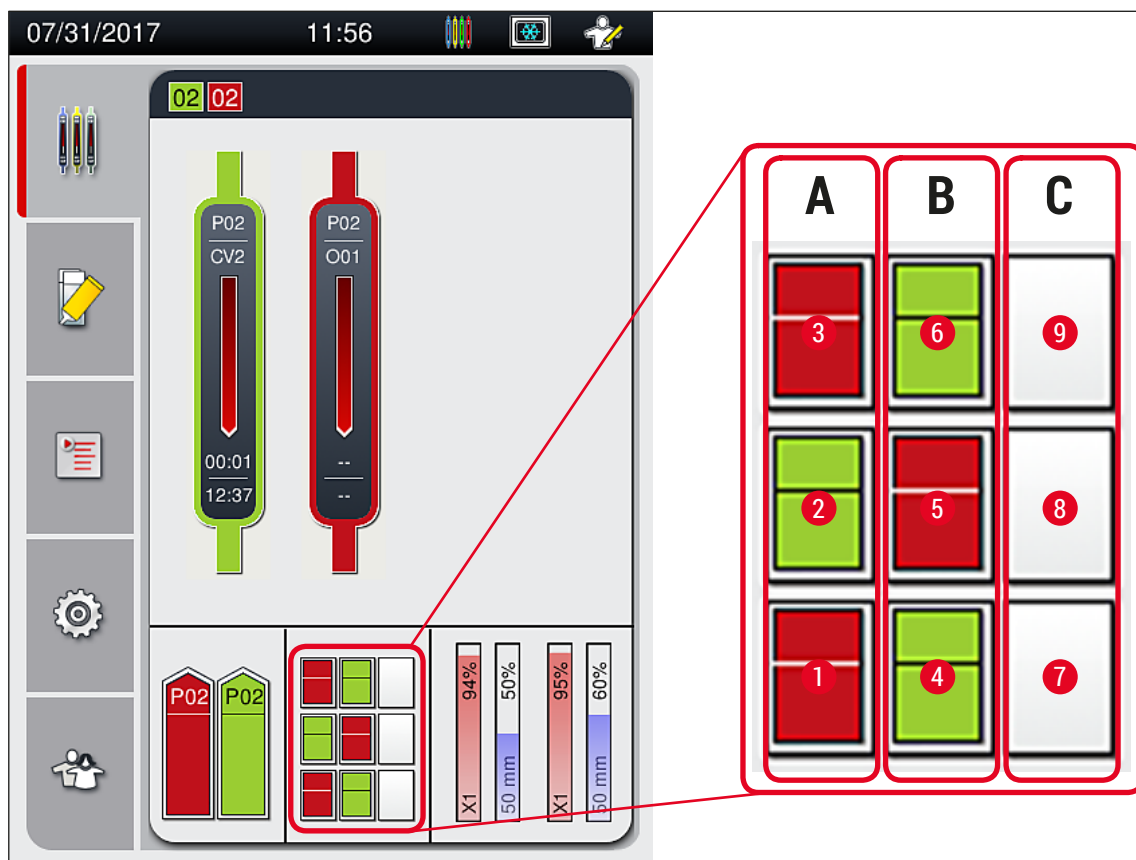 07/31/2017 11:56
02 02
P02 P02
CV2 O01
00:01 --
12:37 --
P02 P02
X1 94%
50 mm 50%
X1 95%
50 mm 60%
A B C
3 6 9
2 5 8
1 4 7